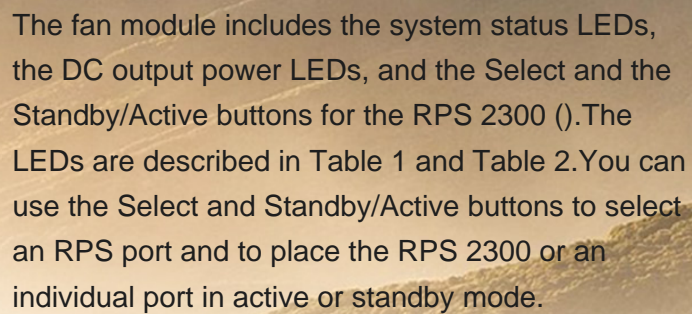 The fan module includes the system status LEDs,
the DC output power LEDs, and the Select and the
Standby/Active buttons for the RPS 2300 ().The
LEDs are described in Table 1 and Table 2.You can
use the Select and Standby/Active buttons to select
an RPS port and to place the RPS 2300 or an
individual port in active or standby mode.